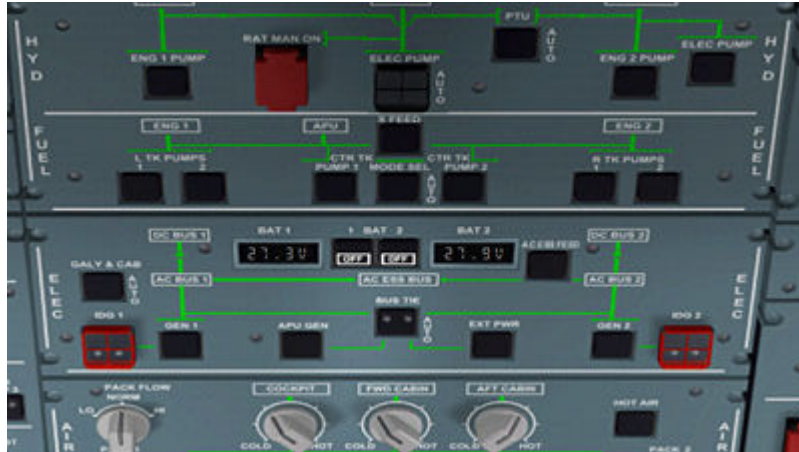 PTU
HYD
RAT MAN ON
AUTO
HYD
ENG 1 PUMP
ELEC PUMP
AUTO
ENG 2 PUMP
ELEC PUMP
FUEL
ENG 1
APU
X FEED
ENG 2
FUEL
L TK PUMPS
1 2
CTR TK
PUMP 1
MODE SEL
AUTO
CTR TK
PUMP 2
R TK PUMPS
1 2
DC BUS 1
BAT 1
1 BAT 2
BAT 2
DC BUS 2
27.3V
OFF
OFF
27.9V
AC ESS FEED
GALY & CAB
AUTO
AC BUS 1
AC ESS BUS
AC BUS 2
ELEC
ELEC
IDG 1
GEN 1
APU GEN
BUS TIE
AUTO
EXT PWR
GEN 2
IDG 2
PACK FLOW
NORM
LO HI
COCKPIT
FWD CABIN
AFT CABIN
HOT AIR
AIR
AIR
COLD HOT
COLD HOT
COLD HOT
PACK 2